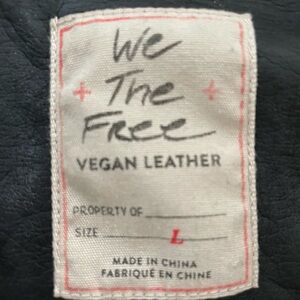 We
The
Free
VEGAN LEATHER
PROPERTY OF
SIZE L
MADE IN CHINA
FABRIQUÉ EN CHINE